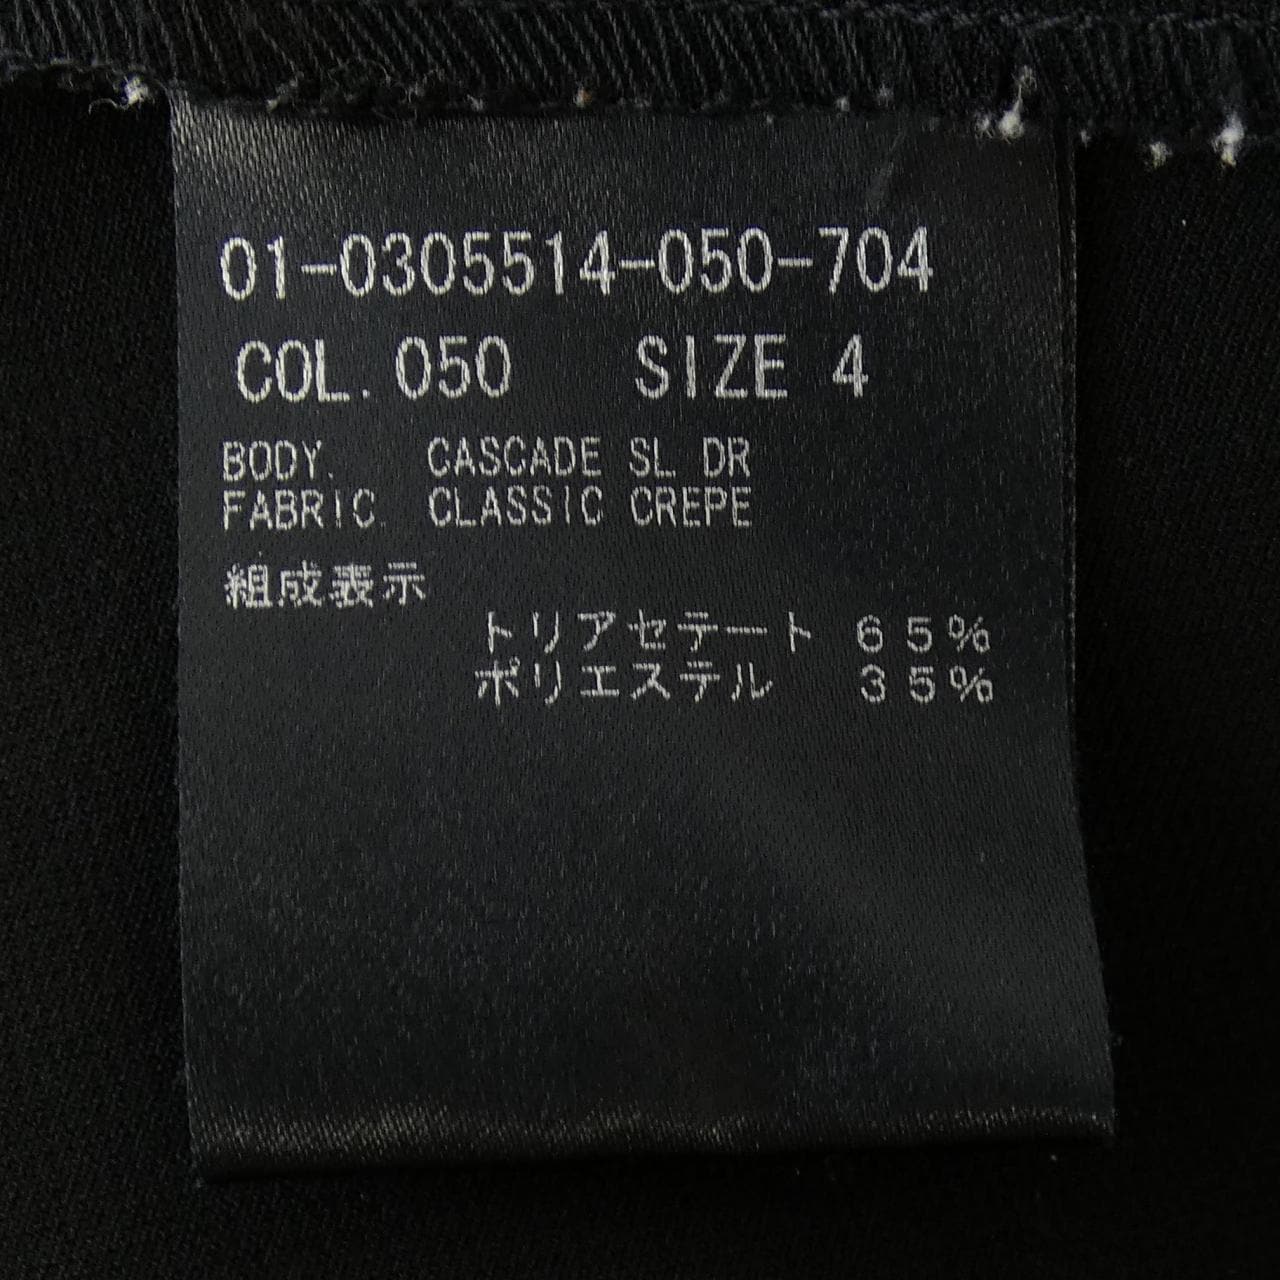 01-0305514-050-704
COL. 050 SIZE 4
BODY. CASCADE SL DR
FABRIC. CLASSIC CREPE
組成表示
トリアセテート 65%
ポリエステル 35%